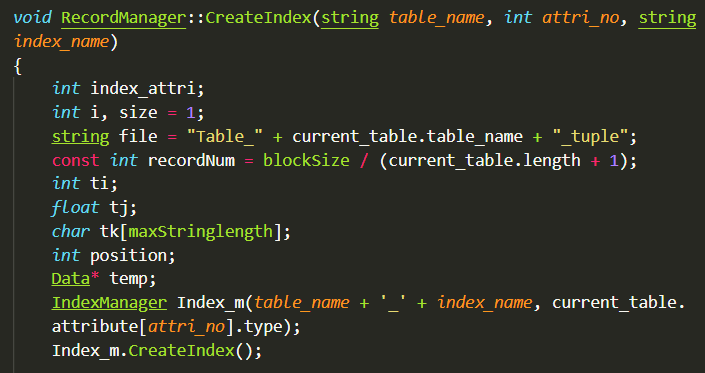 void RecordManager::CreateIndex(string table_name, int attri_no, string
index_name)
{
int index_attri;
int i, size = 1;
string file = "Table_" + current_table.table_name + "_tuple";
const int recordNum = blockSize / (current_table.length + 1);
int ti;
float tj;
char tk[maxStringlength];
int position;
Data* temp;
IndexManager Index_m(table_name + '_' + index_name, current_table.
attribute[attri_no].type);
Index_m.CreateIndex();